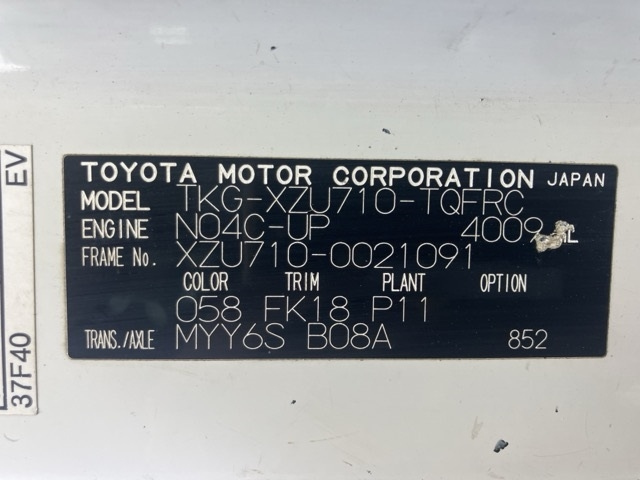 TOYOTA MOTOR CORPORATION JAPAN
MODEL TKG-XZU710-TQFRC
ENGINE N04C-UP 4009
FRAME No. XZU710-0021091
COLOR TRIM PLANT OPTION
058 FK18 P11
TRANS./AXLE MYY6S B08A 852
EV
37F40